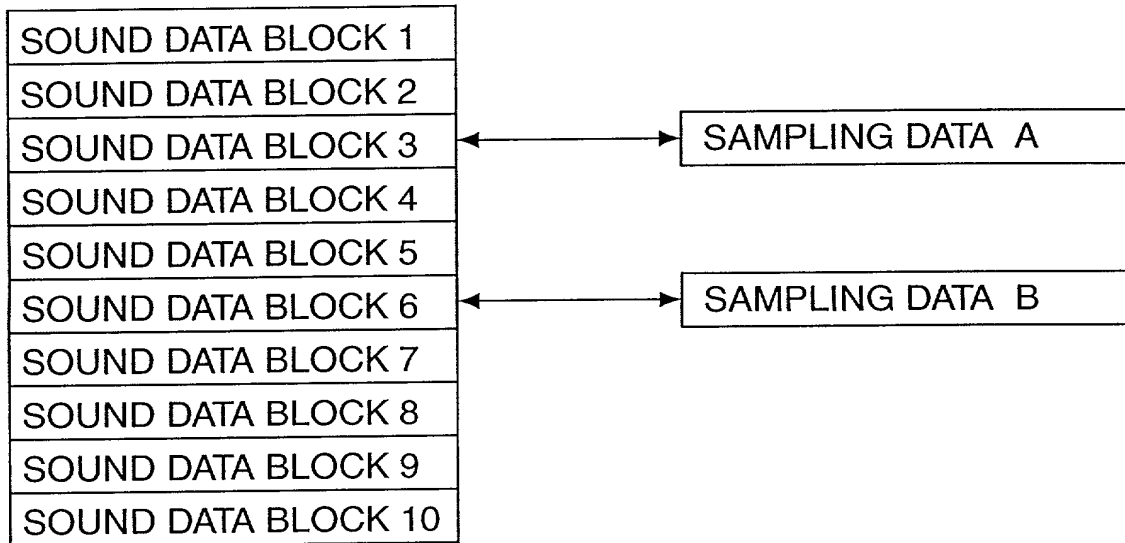 SOUND DATA BLOCK 1
SOUND DATA BLOCK 2
SOUND DATA BLOCK 3
SAMPLING DATA A
SOUND DATA BLOCK 4
SOUND DATA BLOCK 5
SOUND DATA BLOCK 6
SAMPLING DATA B
SOUND DATA BLOCK 7
SOUND DATA BLOCK 8
SOUND DATA BLOCK 9
SOUND DATA BLOCK 10